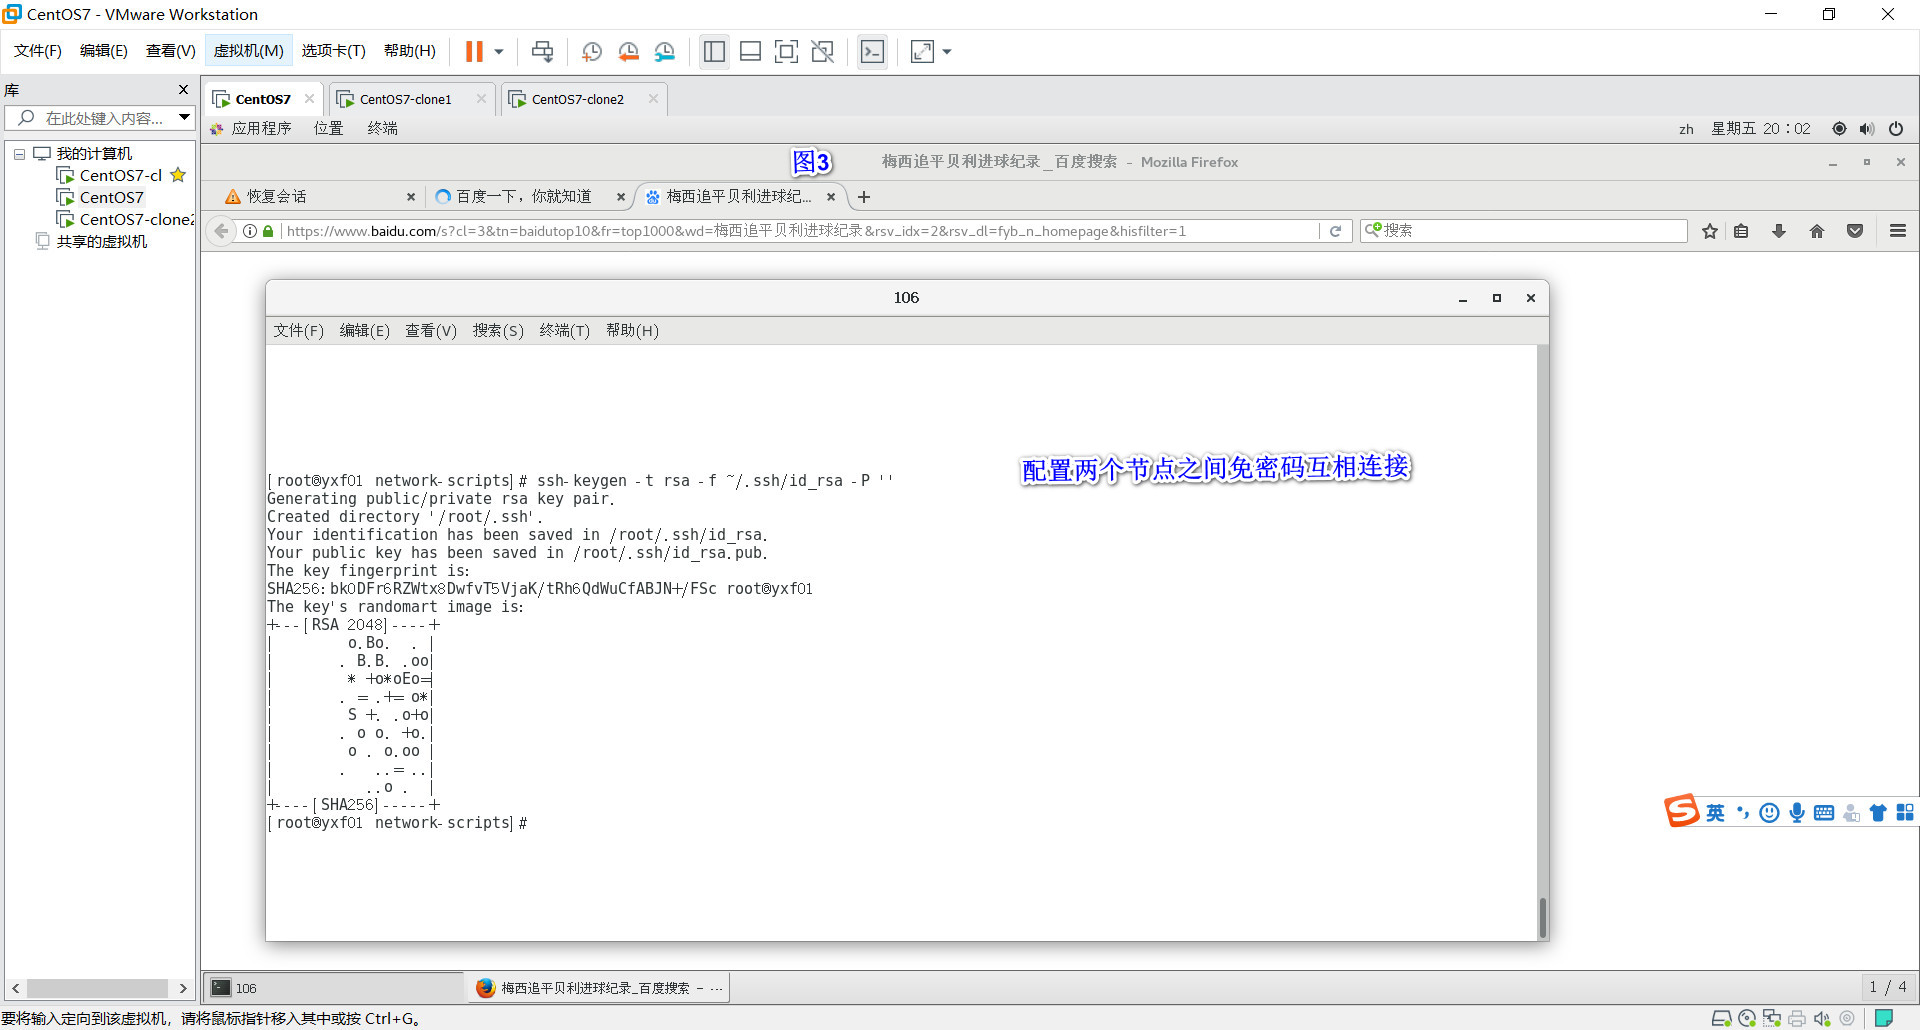 CentOS7 - VMware Workstation
文件(F) 编辑(E) 查看(V) 虚拟机(M) 选项卡(T) 帮助(H)
库
在此处键入内容...
我的计算机
CentOS7-cl
CentOS7
CentOS7-clone2
共享的虚拟机
CentOS7 CentOS7-clone1 CentOS7-clone2
应用程序 位置 终端 zh 星期五 20：02
图3
梅西追平贝利进球纪录_百度搜索 - Mozilla Firefox
恢复会话 百度一下，你就知道 梅西追平贝利进球纪...
https://www.baidu.com/s?cl=3&tn=baidutop10&fr=top1000&wd=梅西追平贝利进球纪录&rsv_idx=2&rsv_dl=fyb_n_homepage&hisfilter=1 搜索
106
文件(F) 编辑(E) 查看(V) 搜索(S) 终端(T) 帮助(H)
配置两个节点之间免密码互相连接
[root@yxf01 network-scripts]# ssh-keygen -t rsa -f ~/.ssh/id_rsa -P ''
Generating public/private rsa key pair.
Created directory '/root/.ssh'.
Your identification has been saved in /root/.ssh/id_rsa.
Your public key has been saved in /root/.ssh/id_rsa.pub.
The key fingerprint is:
SHA256:bk0DFr6RZWtx8DwfvT5VjaK/tRh6QdWuCfABJN+/FSc root@yxf01
The key's randomart image is:
+---[RSA 2048]----+
|        o.Bo.  . |
|       . B.B. .oo|
|        * +o*oEo=|
|       . = .+= o*|
|        S +. .o+o|
|       . o o. +o.|
|        o . o.oo |
|       .   ..=..|
|          ..o .  |
+----[SHA256]-----+
[root@yxf01 network-scripts]#
英
106 梅西追平贝利进球纪录_百度搜索 - ... 1 / 4
要将输入定向到该虚拟机，请将鼠标指针移入其中或按 Ctrl+G。